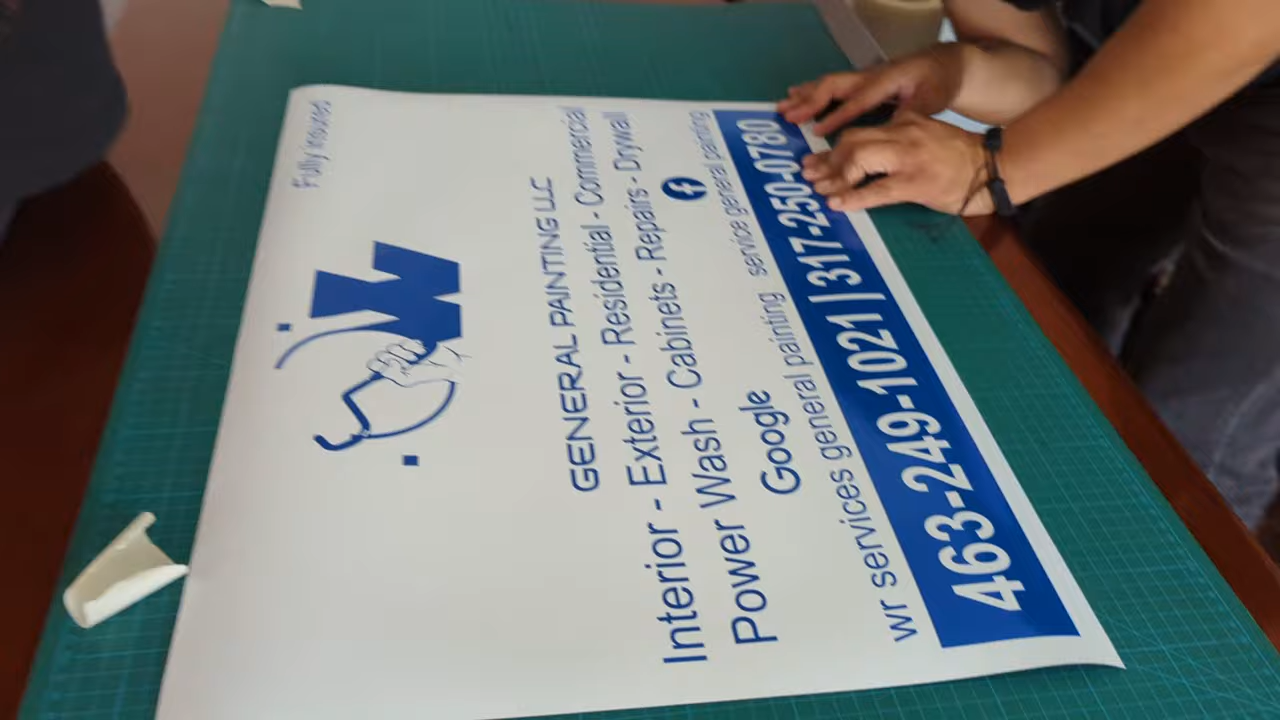 Fully insured
W
GENERAL PAINTING LLC
Interior - Exterior - Residential - Commercial
Power Wash - Cabinets - Repairs - Drywall
Google
wr services general painting service general painting
463-249-1021 | 317-250-0780